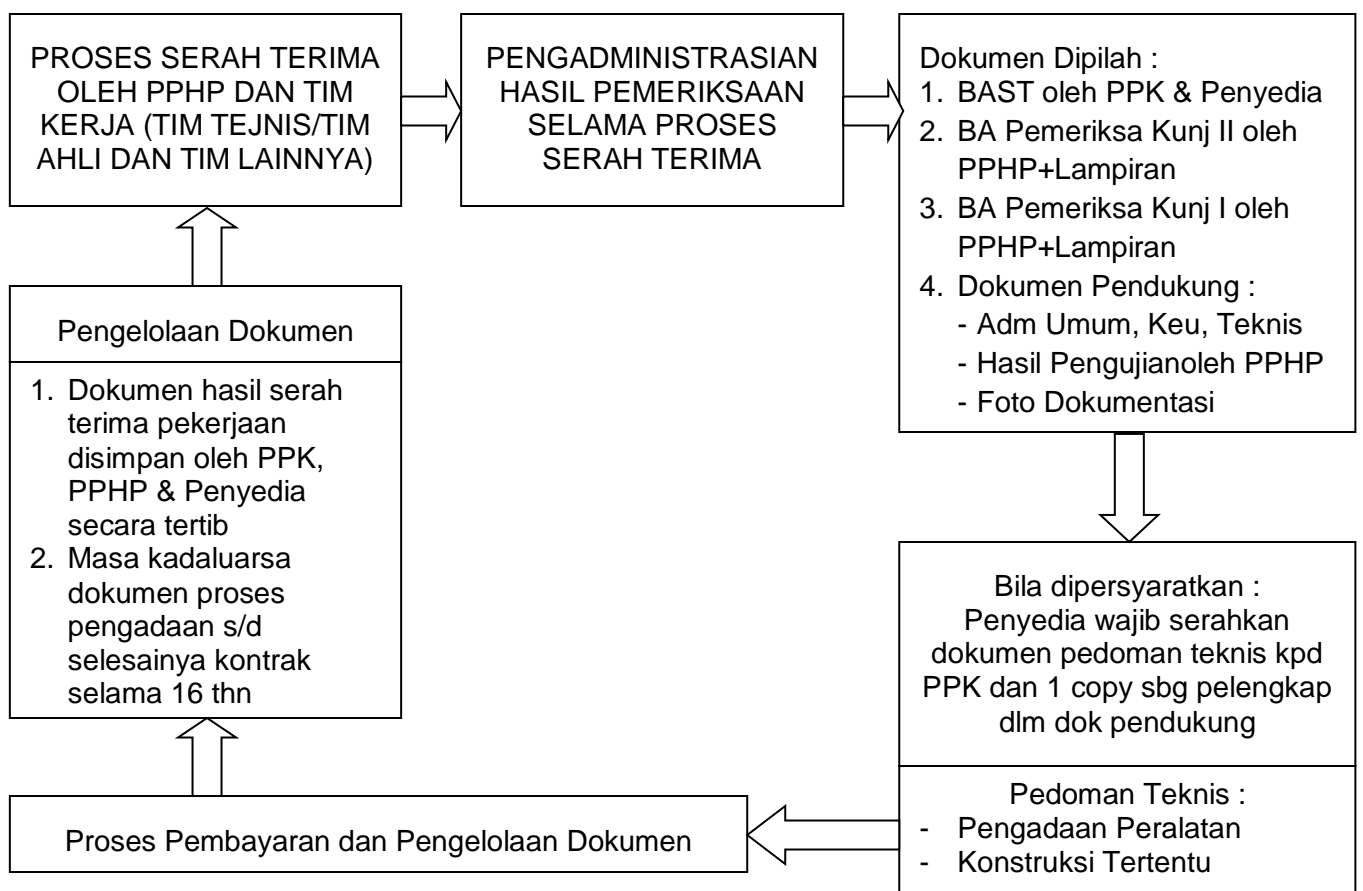 PROSES SERAH TERIMA
OLEH PPHP DAN TIM
KERJA (TIM TEJNIS/TIM
AHLI DAN TIM LAINNYA)
PENGADMINISTRASIAN
HASIL PEMERIKSAAN
SELAMA PROSES
SERAH TERIMA
Dokumen Dipilah :
1. BAST oleh PPK & Penyedia
2. BA Pemeriksa Kunj II oleh
PPHP+Lampiran
3. BA Pemeriksa Kunj I oleh
PPHP+Lampiran
4. Dokumen Pendukung :
- Adm Umum, Keu, Teknis
- Hasil Pengujianoleh PPHP
- Foto Dokumentasi
Bila dipersyaratkan :
Penyedia wajib serahkan
dokumen pedoman teknis kpd
PPK dan 1 copy sbg pelengkap
dlm dok pendukung
Pedoman Teknis :
- Pengadaan Peralatan
- Konstruksi Tertentu
Proses Pembayaran dan Pengelolaan Dokumen
Pengelolaan Dokumen
1. Dokumen hasil serah
terima pekerjaan
disimpan oleh PPK,
PPHP & Penyedia
secara tertib
2. Masa kadaluarsa
dokumen proses
pengadaan s/d
selesainya kontrak
selama 16 thn